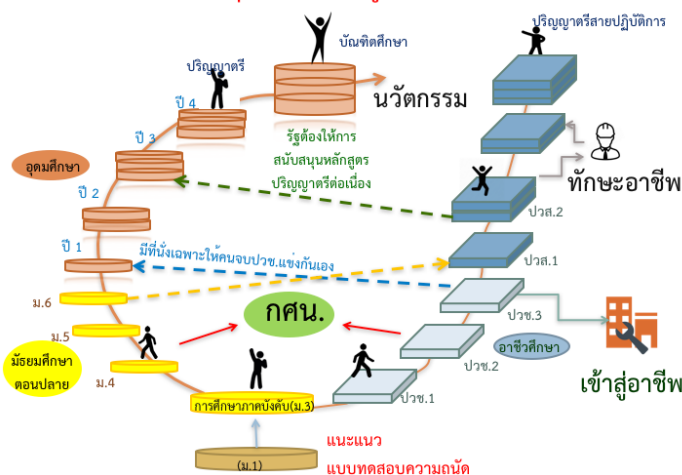 ปริญญาตรีสายปฏิบัติการ
บัณฑิตศึกษา
ปริญญาตรี
ปี 4
นวัตกรรม
ปี 3
รัฐต้องให้การ
สนับสนุนหลักสูตร
ปริญญาตรีต่อเนื่อง
อุดมศึกษา
ทักษะอาชีพ
ปี 2
ปวส.2
ปี 1
มีที่นั่งเฉพาะให้คนจบปวช.แข่งกันเอง
ปวส.1
ม.6
กศน.
ปวช.3
ม.5
อาชีวศึกษา
มัธยมศึกษา
ตอนปลาย
ม.4
ปวช.2
เข้าสู่อาชีพ
ปวช.1
การศึกษาภาคบังคับ(ม.3)
แนะแนว
(ม.1)
แบบทดสอบความถนัด